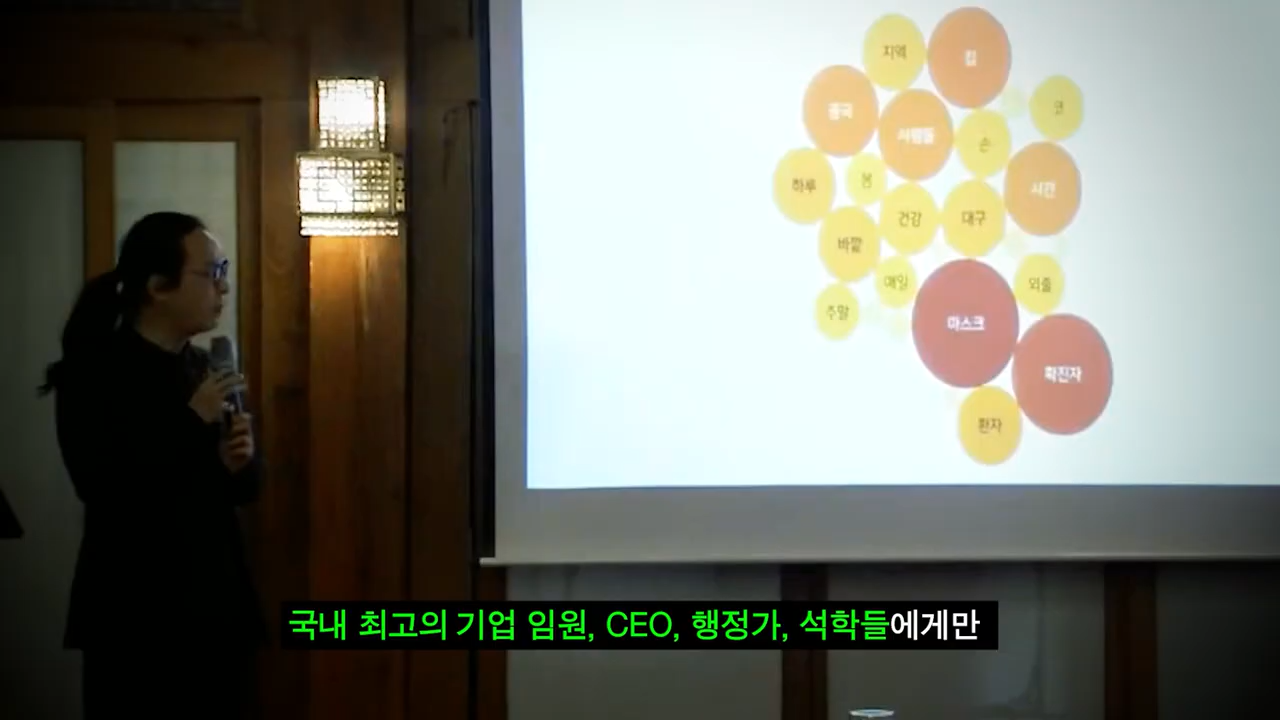 지역
집
중국
사람들
코
손
하루
봄
시간
건강
대구
바깥
매일
외출
주말
마스크
확진자
환자
국내 최고의 기업 임원, CEO, 행정가, 석학들에게만